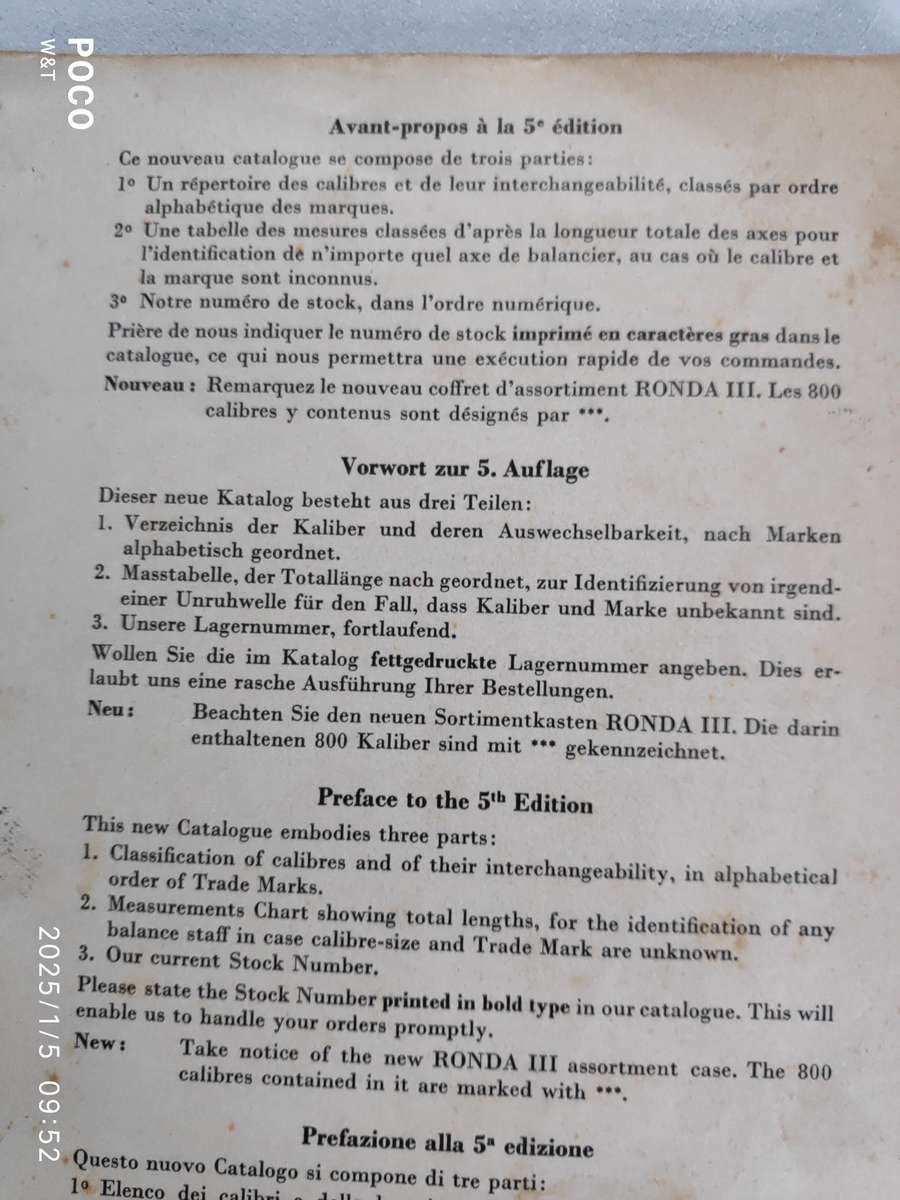 POCO
W&T
Avant-propos à la 5e édition
Ce nouveau catalogue se compose de trois parties:
1o Un répertoire des calibres et de leur interchangeabilité, classés par ordre
alphabétique des marques.
2o Une tabelle des mesures classées d'après la longueur totale des axes pour
l'identification de n'importe quel axe de balancier, au cas où le calibre et
la marque sont inconnus.
3o Notre numéro de stock, dans l'ordre numérique.
Prière de nous indiquer le numéro de stock imprimé en caractères gras dans le
catalogue, ce qui nous permettra une exécution rapide de vos commandes.
Nouveau: Remarquez le nouveau coffret d'assortiment RONDA III. Les 800
calibres y contenus sont désignés par ***.
Vorwort zur 5. Auflage
Dieser neue Katalog besteht aus drei Teilen:
1. Verzeichnis der Kaliber und deren Auswechselbarkeit, nach Marken
alphabetisch geordnet.
2. Masstabelle, der Totallänge nach geordnet, zur Identifizierung von irgend-
einer Unruhwelle für den Fall, dass Kaliber und Marke unbekannt sind.
3. Unsere Lagernummer, fortlaufend.
Wollen Sie die im Katalog fettgedruckte Lagernummer angeben. Dies er-
laubt uns eine rasche Ausführung Ihrer Bestellungen.
Neu: Beachten Sie den neuen Sortimentkasten RONDA III. Die darin
enthaltenen 800 Kaliber sind mit *** gekennzeichnet.
Preface to the 5th Edition
This new Catalogue embodies three parts:
1. Classification of calibres and of their interchangeability, in alphabetical
order of Trade Marks.
2. Measurements Chart showing total lengths, for the identification of any
balance staff in case calibre-size and Trade Mark are unknown.
3. Our current Stock Number.
Please state the Stock Number printed in bold type in our catalogue. This will
enable us to handle your orders promptly.
New: Take notice of the new RONDA III assortment case. The 800
calibres contained in it are marked with ***.
Prefazione alla 5a edizione
Questo nuovo Catalogo si compone di tre parti:
1o Elenco dei calibri e
2025/1/5 09:52